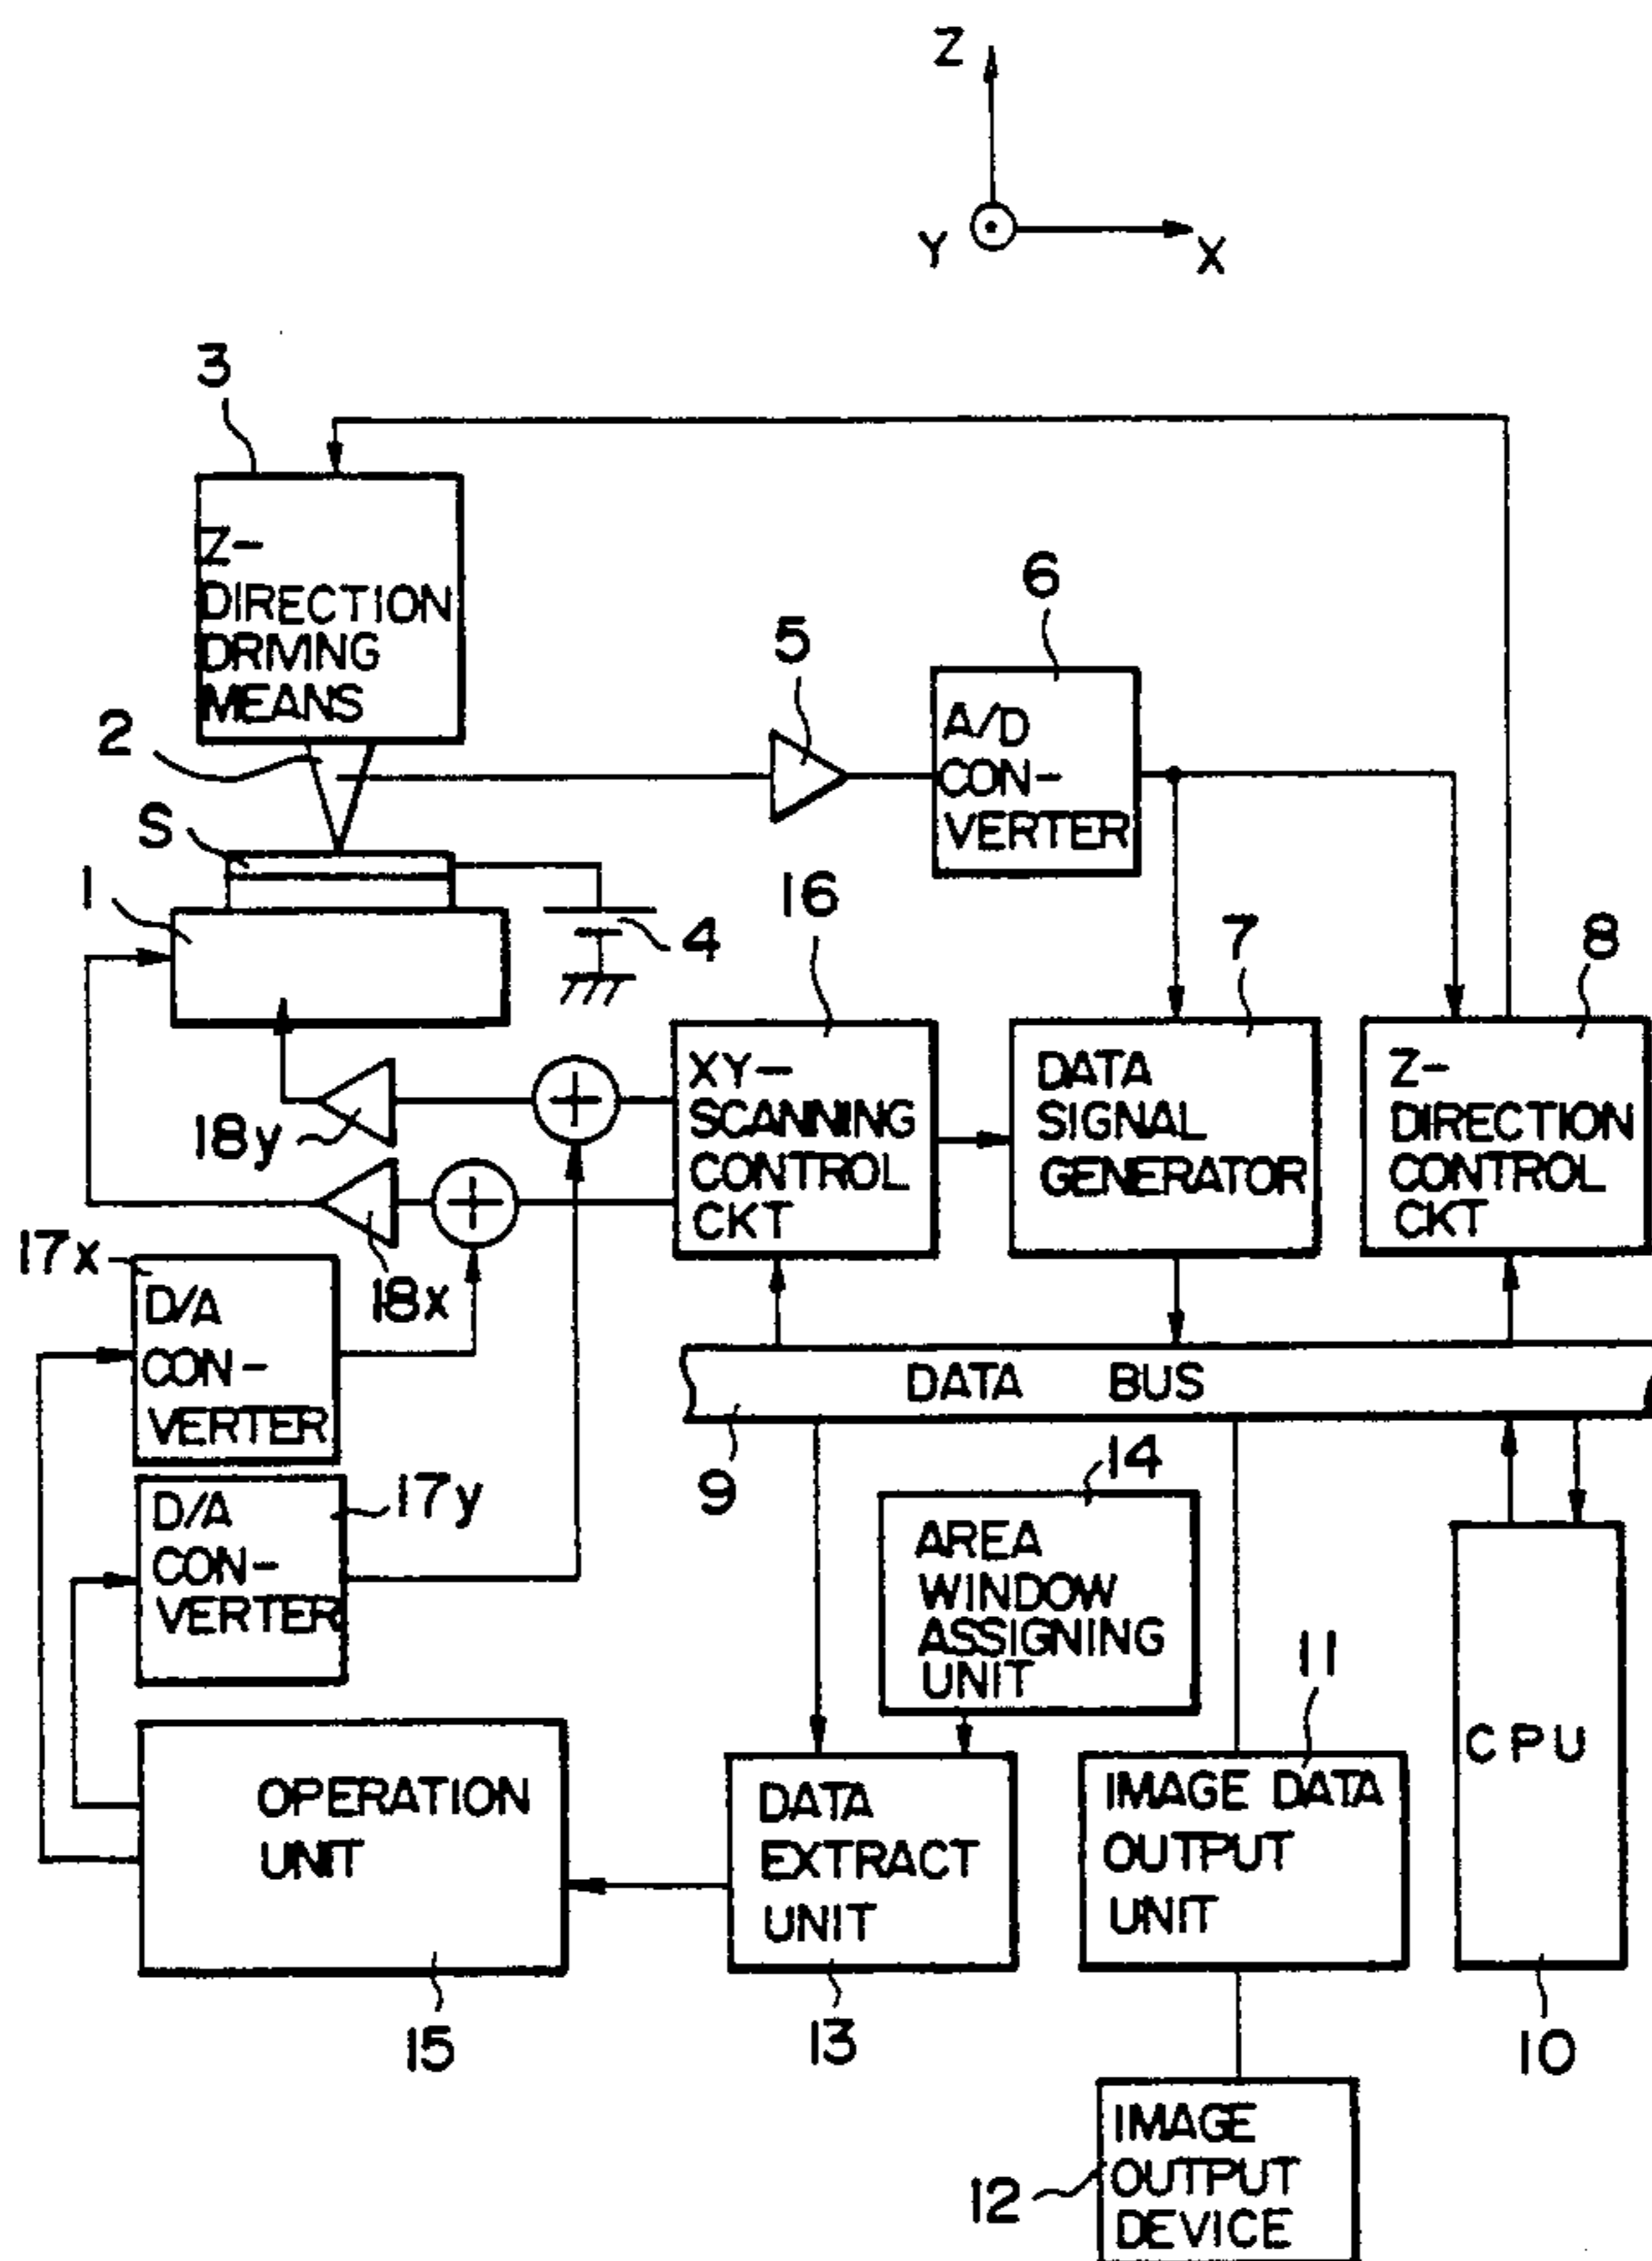 Z
Y
X
3
Z-
DIRECTION
DRIVING
MEANS
2
5
6
A/D
CON-
VERTER
S
1
4
16
7
8
XY-
SCANNING
CONTROL
CKT
DATA
SIGNAL
GENERATOR
Z-
DIRECTION
CONTROL
CKT
18y
18x
17x
D/A
CON-
VERTER
DATA BUS
9
17y
D/A
CON-
VERTER
14
AREA
WINDOW
ASSIGNING
UNIT
11
CPU
OPERATION
UNIT
DATA
EXTRACT
UNIT
IMAGE DATA
OUTPUT
UNIT
15
13
10
12
IMAGE
OUTPUT
DEVICE